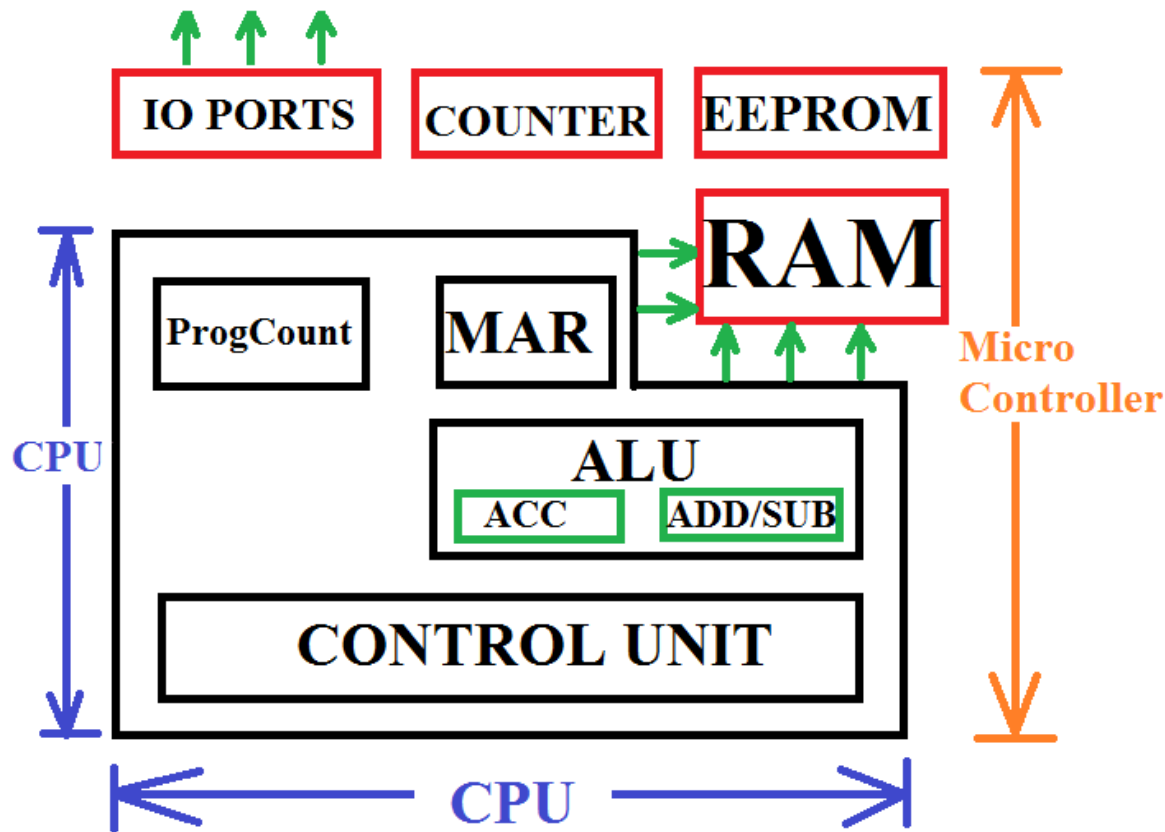 IO PORTS
COUNTER
EEPROM
RAM
ProgCount
MAR
Micro
Controller
CPU
ALU
ACC
ADD/SUB
CONTROL UNIT
CPU